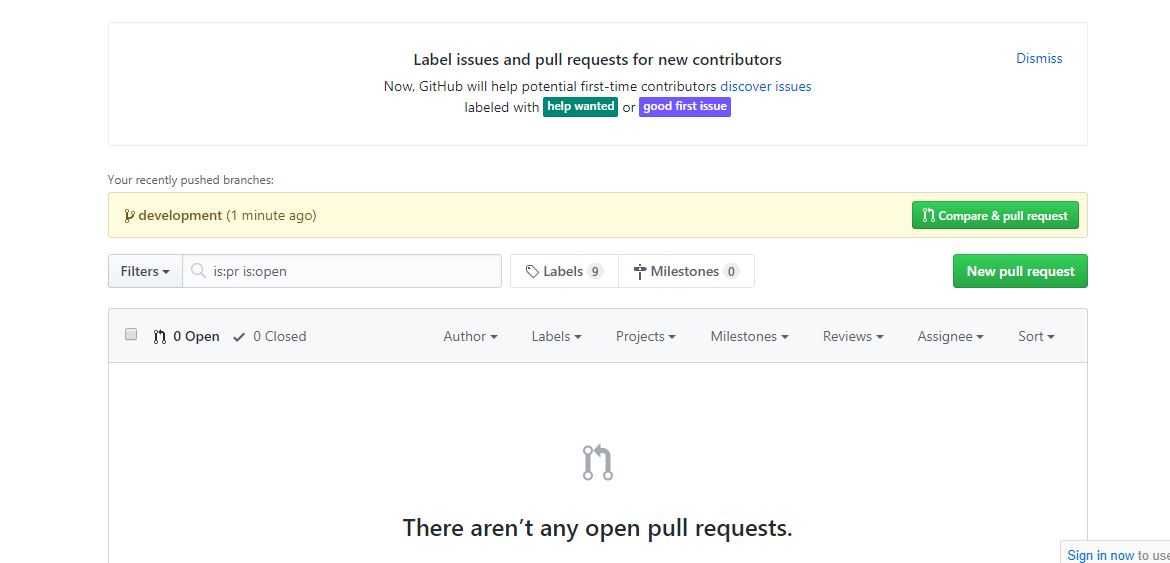 Label issues and pull requests for new contributors
Dismiss
Now, GitHub will help potential first-time contributors discover issues
labeled with help wanted or good first issue
Your recently pushed branches:
development (1 minute ago)
Compare & pull request
Filters
is:pr is:open
Labels 9
Milestones 0
New pull request
0 Open
0 Closed
Author
Labels
Projects
Milestones
Reviews
Assignee
Sort
There aren’t any open pull requests.
Sign in now to use